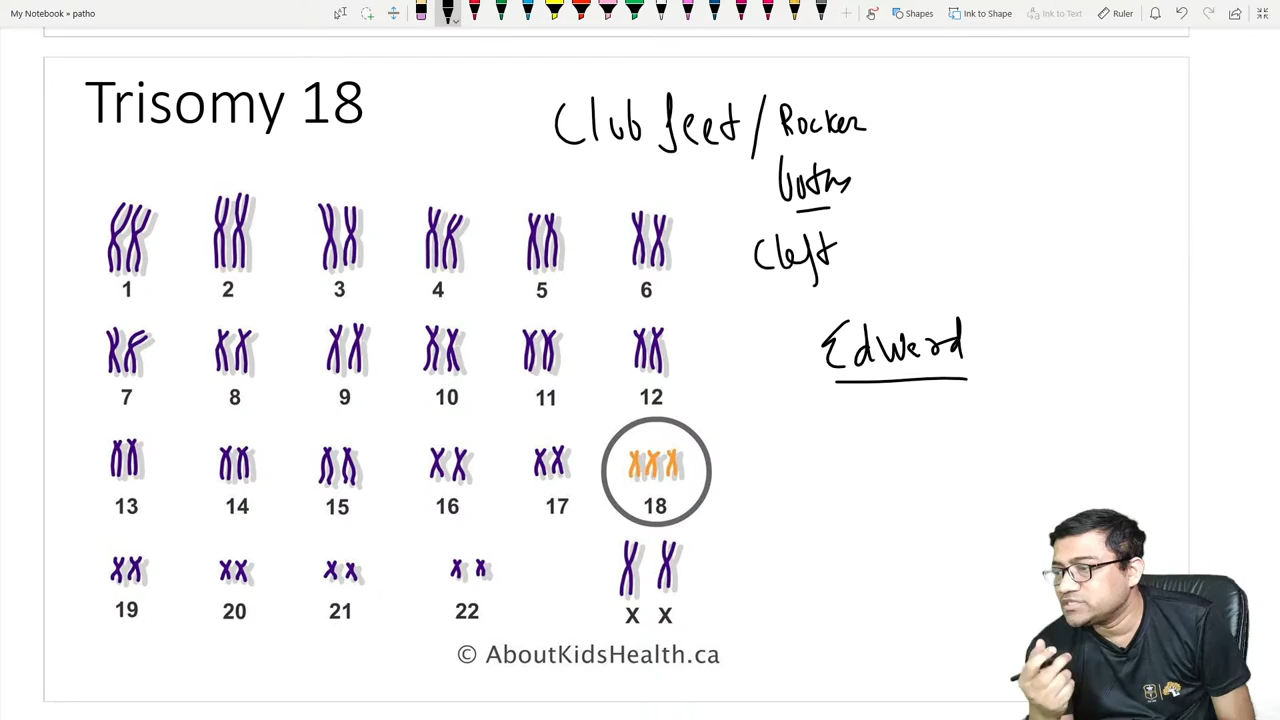 My Notebook » patho
Shapes
Ink to Shape
Ink to Text
Ruler
Trisomy 18
Club feet / Rocker
Cleft
Edward
1 2 3 4 5 6
7 8 9 10 11 12
13 14 15 16 17 18
19 20 21 22 X X
© AboutKidsHealth.ca